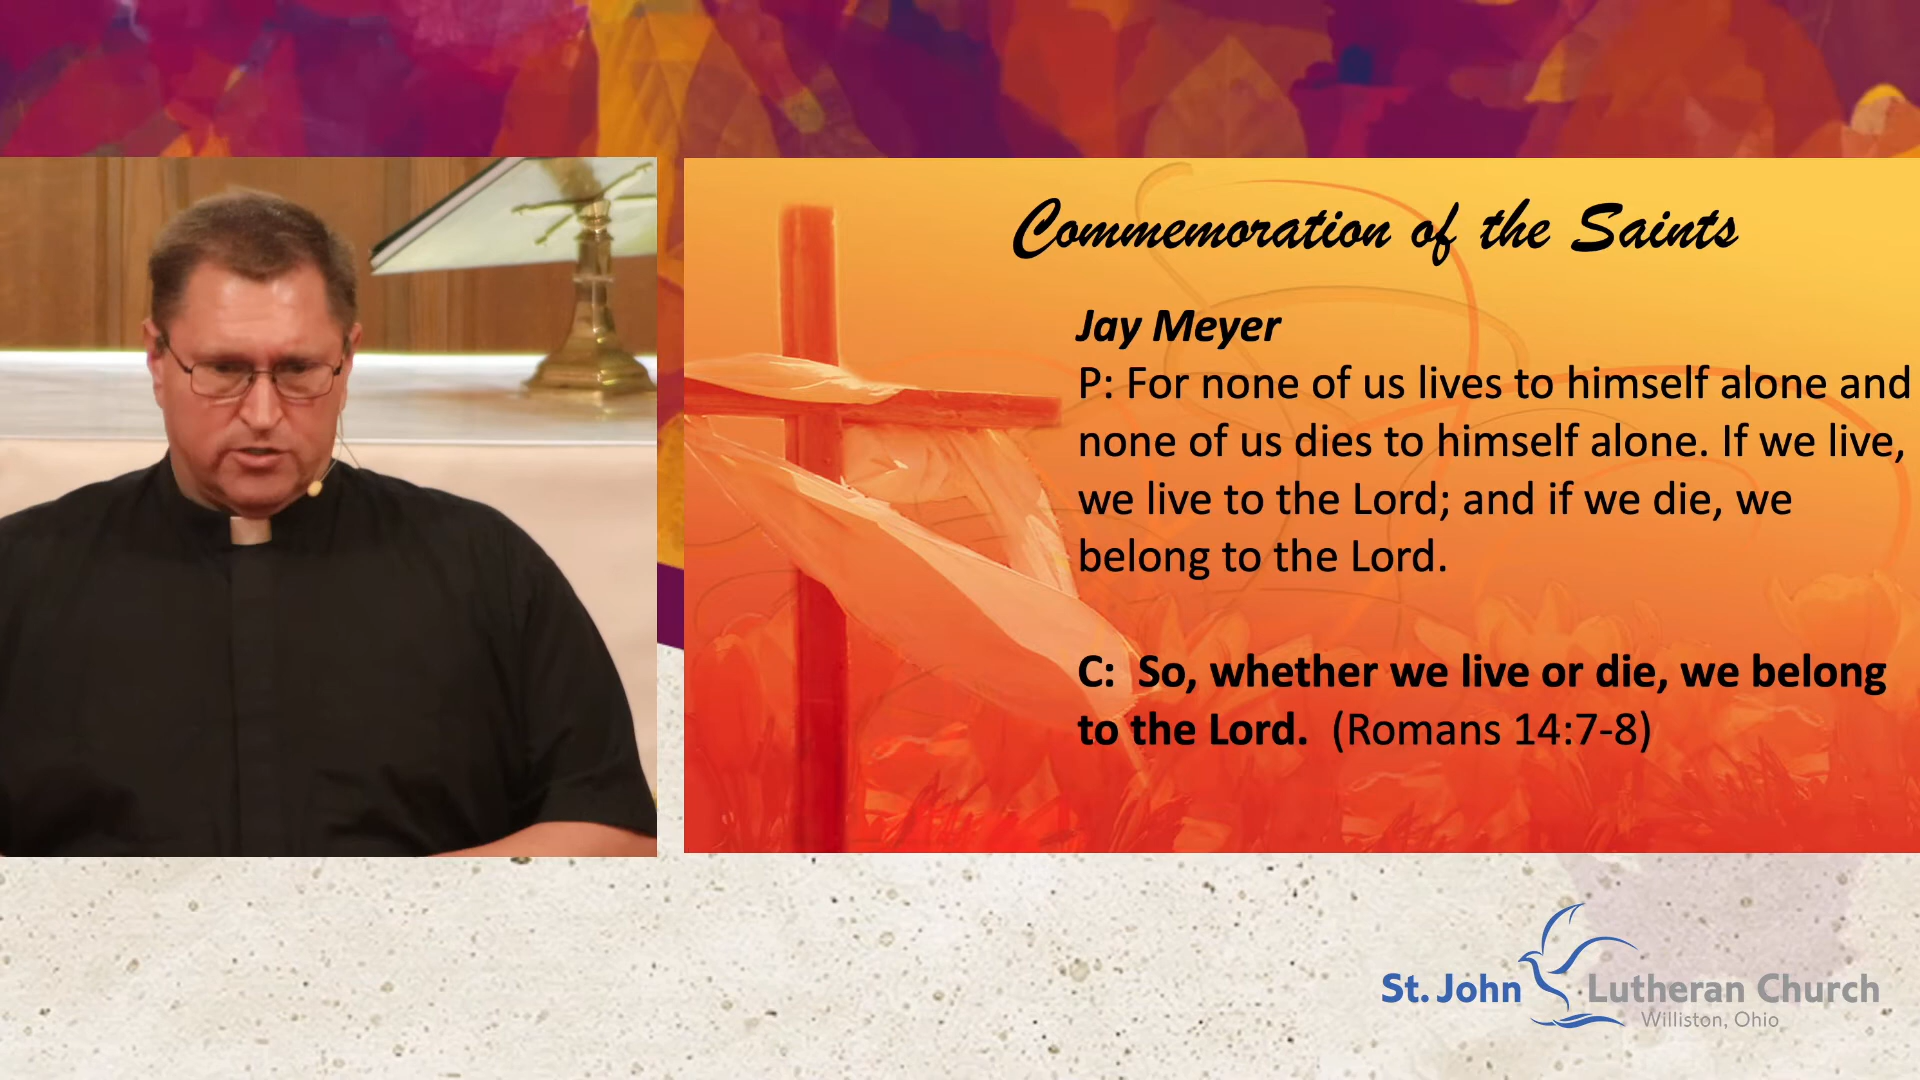 Commemoration of the Saints
Jay Meyer
P: For none of us lives to himself alone and
none of us dies to himself alone. If we live,
we live to the Lord; and if we die, we
belong to the Lord.
C:  So, whether we live or die, we belong
to the Lord.  (Romans 14:7-8)
St. John Lutheran Church
Williston, Ohio